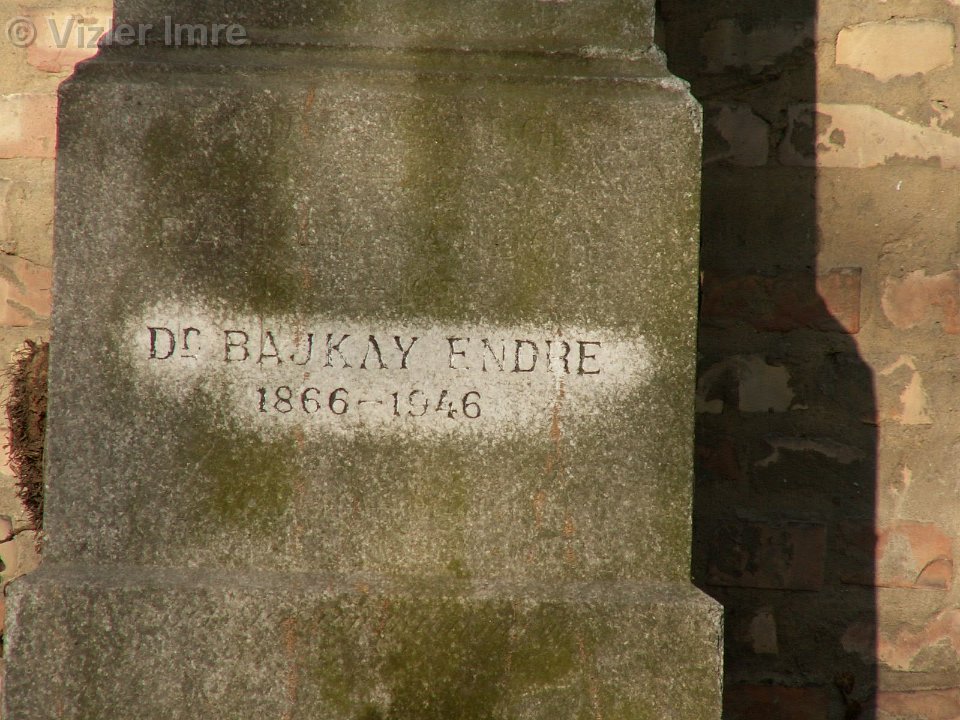 © Vizler Imre
Dr BAJKAY ENDRE
1866-1946